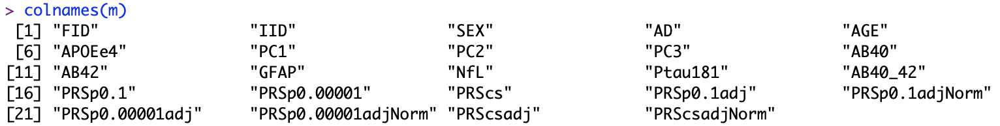 > colnames(m)
[1] "FID" "IID" "SEX" "AD" "AGE"
[6] "APOEe4" "PC1" "PC2" "PC3" "AB40"
[11] "AB42" "GFAP" "NfL" "Ptau181" "AB40_42"
[16] "PRSp0.1" "PRSp0.00001" "PRScs" "PRSp0.1adj" "PRSp0.1adjNorm"
[21] "PRSp0.00001adj" "PRSp0.00001adjNorm" "PRScsadj" "PRScsadjNorm"